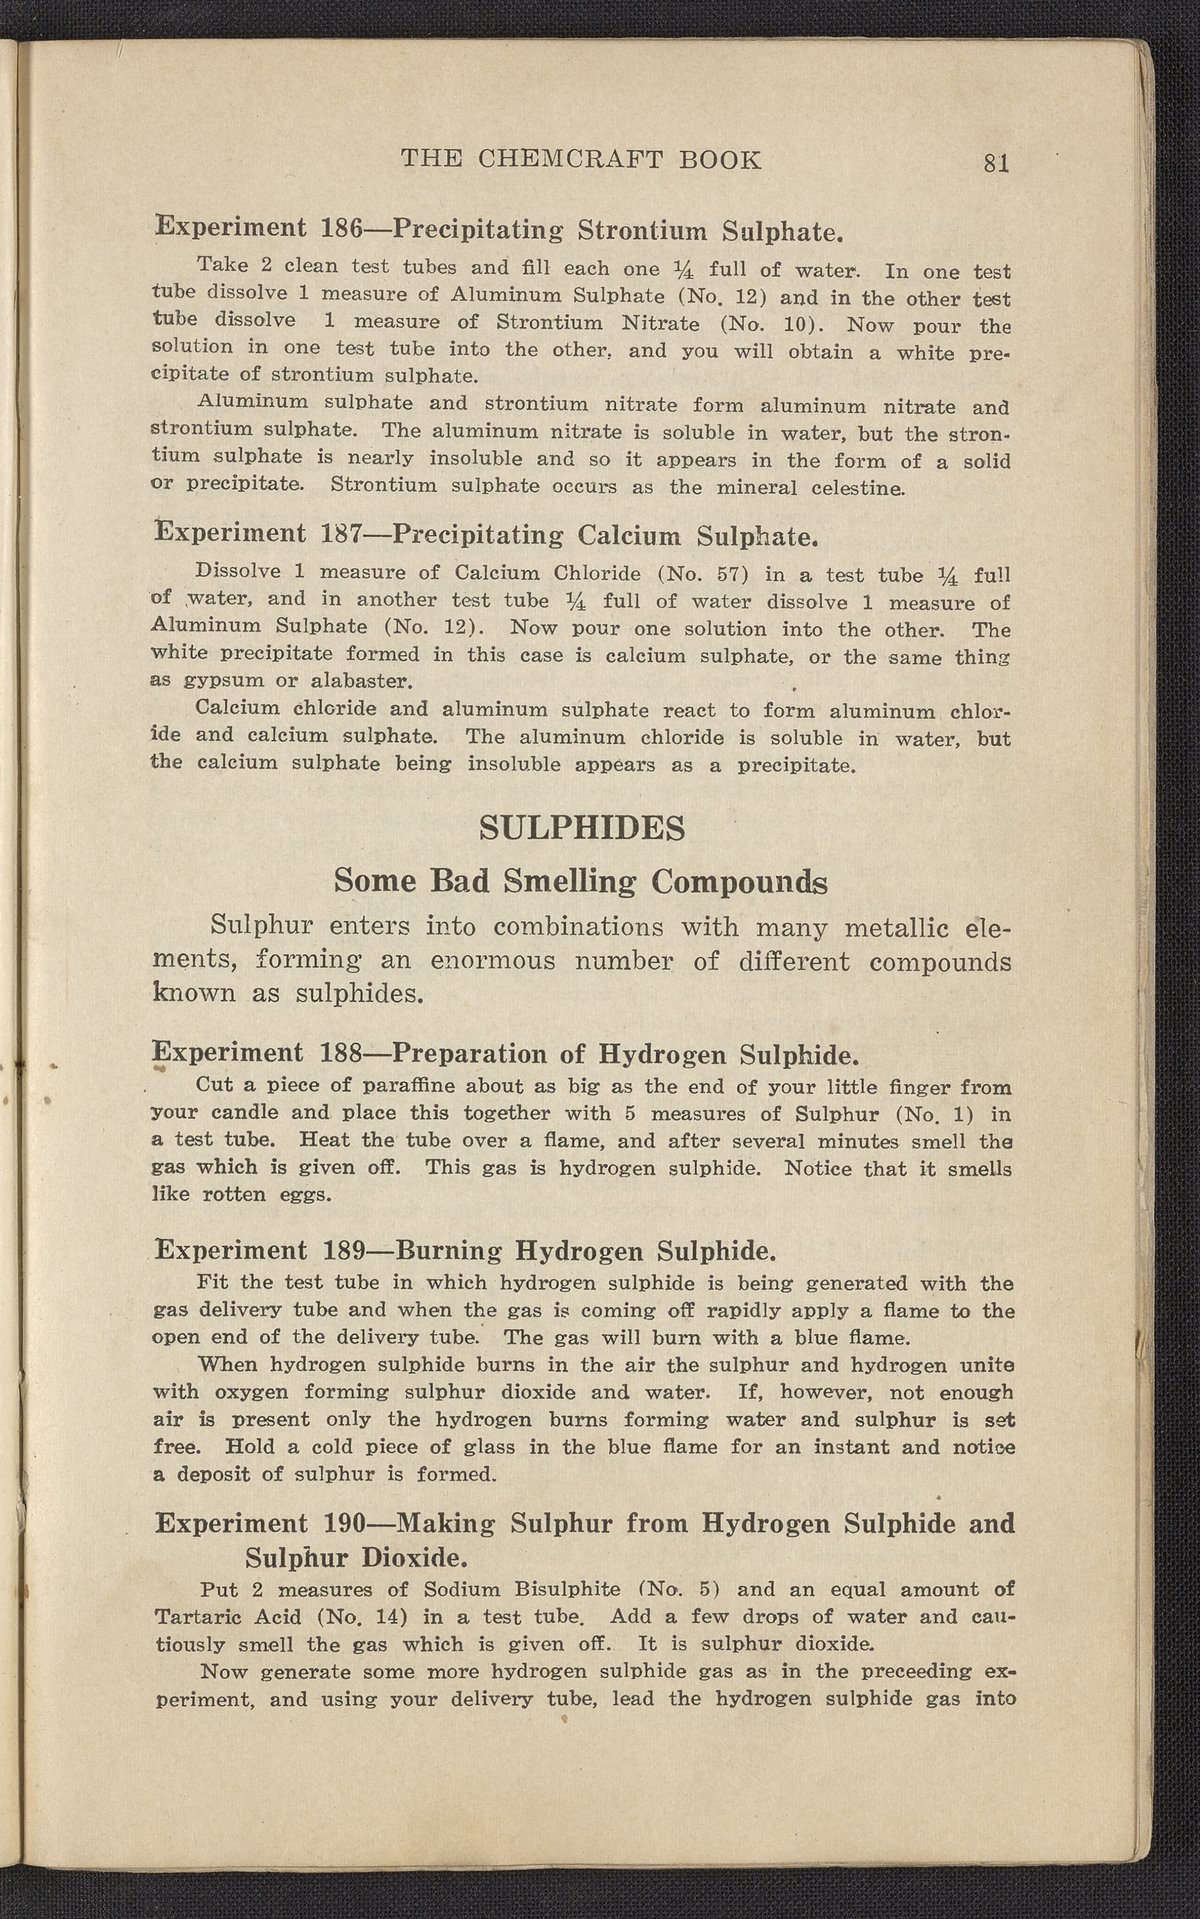 THE CHEMCRAFT BOOK 81
Experiment 186—Precipitating Strontium Sulphate.
Take 2 clean test tubes and fill each one ¼ full of water. In one test
tube dissolve 1 measure of Aluminum Sulphate (No. 12) and in the other test
tube dissolve 1 measure of Strontium Nitrate (No. 10). Now pour the
solution in one test tube into the other, and you will obtain a white pre-
cipitate of strontium sulphate.
Aluminum sulphate and strontium nitrate form aluminum nitrate and
strontium sulphate. The aluminum nitrate is soluble in water, but the stron-
tium sulphate is nearly insoluble and so it appears in the form of a solid
or precipitate. Strontium sulphate occurs as the mineral celestine.
Experiment 187—Precipitating Calcium Sulphate.
Dissolve 1 measure of Calcium Chloride (No. 57) in a test tube ¼ full
of water, and in another test tube ¼ full of water dissolve 1 measure of
Aluminum Sulphate (No. 12). Now pour one solution into the other. The
white precipitate formed in this case is calcium sulphate, or the same thing
as gypsum or alabaster.
Calcium chloride and aluminum sulphate react to form aluminum chlor-
ide and calcium sulphate. The aluminum chloride is soluble in water, but
the calcium sulphate being insoluble appears as a precipitate.
SULPHIDES
Some Bad Smelling Compounds
Sulphur enters into combinations with many metallic ele-
ments, forming an enormous number of different compounds
known as sulphides.
Experiment 188—Preparation of Hydrogen Sulphide.
Cut a piece of paraffine about as big as the end of your little finger from
your candle and place this together with 5 measures of Sulphur (No. 1) in
a test tube. Heat the tube over a flame, and after several minutes smell the
gas which is given off. This gas is hydrogen sulphide. Notice that it smells
like rotten eggs.
Experiment 189—Burning Hydrogen Sulphide.
Fit the test tube in which hydrogen sulphide is being generated with the
gas delivery tube and when the gas is coming off rapidly apply a flame to the
open end of the delivery tube. The gas will burn with a blue flame.
When hydrogen sulphide burns in the air the sulphur and hydrogen unite
with oxygen forming sulphur dioxide and water. If, however, not enough
air is present only the hydrogen burns forming water and sulphur is set
free. Hold a cold piece of glass in the blue flame for an instant and notice
a deposit of sulphur is formed.
Experiment 190—Making Sulphur from Hydrogen Sulphide and
Sulphur Dioxide.
Put 2 measures of Sodium Bisulphite (No. 5) and an equal amount of
Tartaric Acid (No. 14) in a test tube. Add a few drops of water and cau-
tiously smell the gas which is given off. It is sulphur dioxide.
Now generate some more hydrogen sulphide gas as in the preceeding ex-
periment, and using your delivery tube, lead the hydrogen sulphide gas into